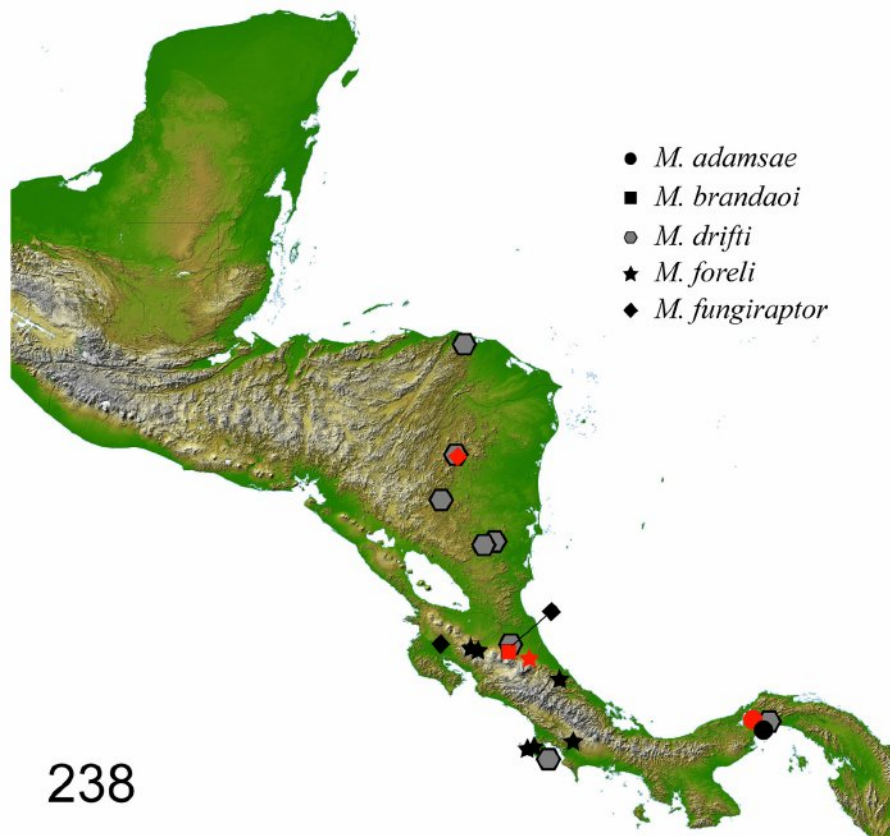 M. adamsae
M. brandaoi
M. drifti
M. foreli
M. fungiraptor
238